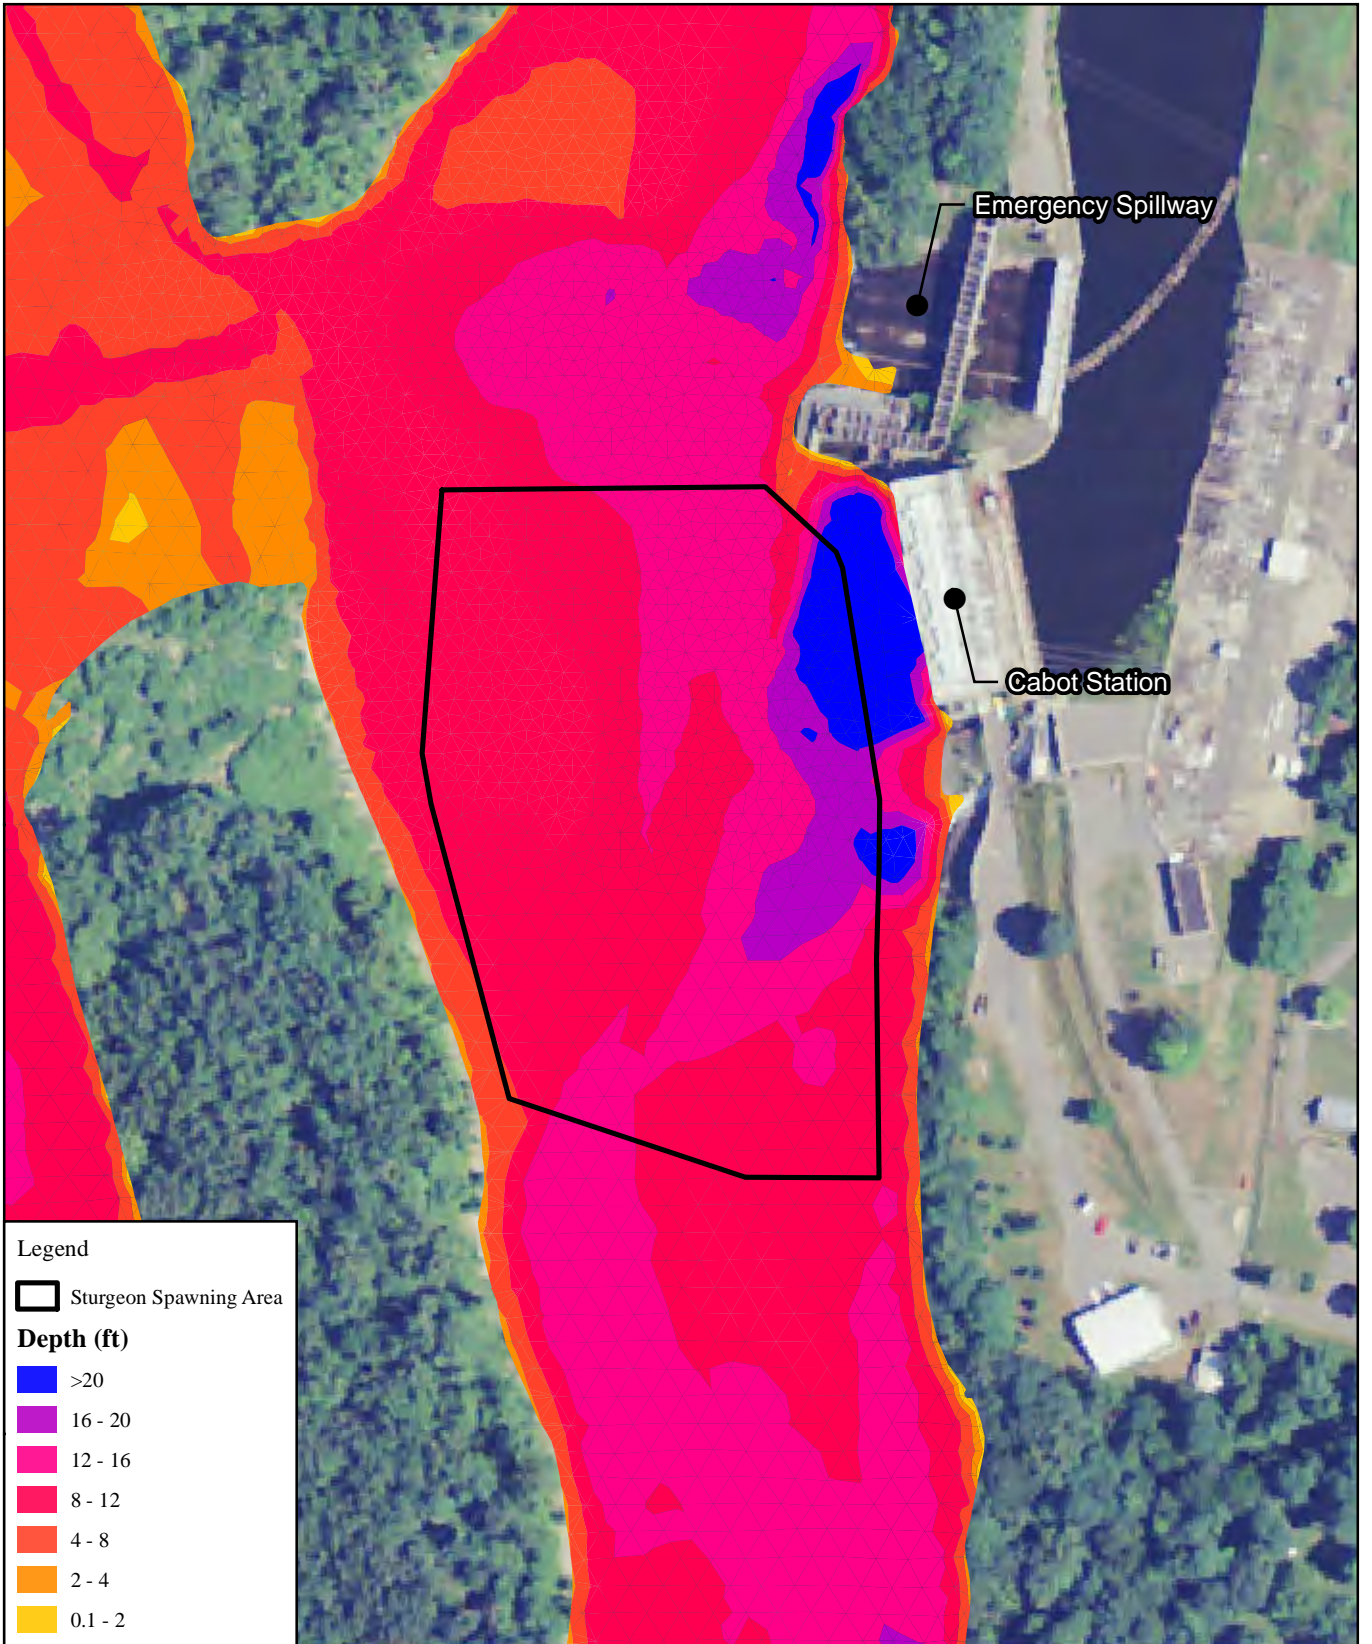 Emergency Spillway
Cabot Station
Legend
Sturgeon Spawning Area
Depth (ft)
>20
16 - 20
12 - 16
8 - 12
4 - 8
2 - 4
0.1 - 2